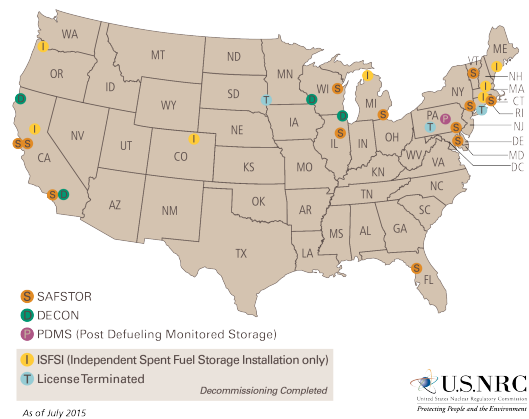 WA
MT
ND
MN
ME
VT
NH
MA
CT
RI
NJ
DE
MD
DC
OR
ID
WY
SD
WI
MI
NY
PA
NV
UT
CO
NE
IA
IL
IN
OH
WV
VA
CA
KS
MO
KY
NC
TN
SC
AZ
NM
OK
AR
MS
AL
GA
TX
LA
FL
I
I
I
I
I
I
I
S
S
S
S
S
S
S
S
S
S
S
S
D
D
D
D
T
T
T
P
S SAFSTOR
D DECON
P PDMS (Post Defueling Monitored Storage)
I ISFSI (Independent Spent Fuel Storage Installation only)
T License Terminated
Decommissioning Completed
As of July 2015
U.S.NRC
United States Nuclear Regulatory Commission
Protecting People and the Environment